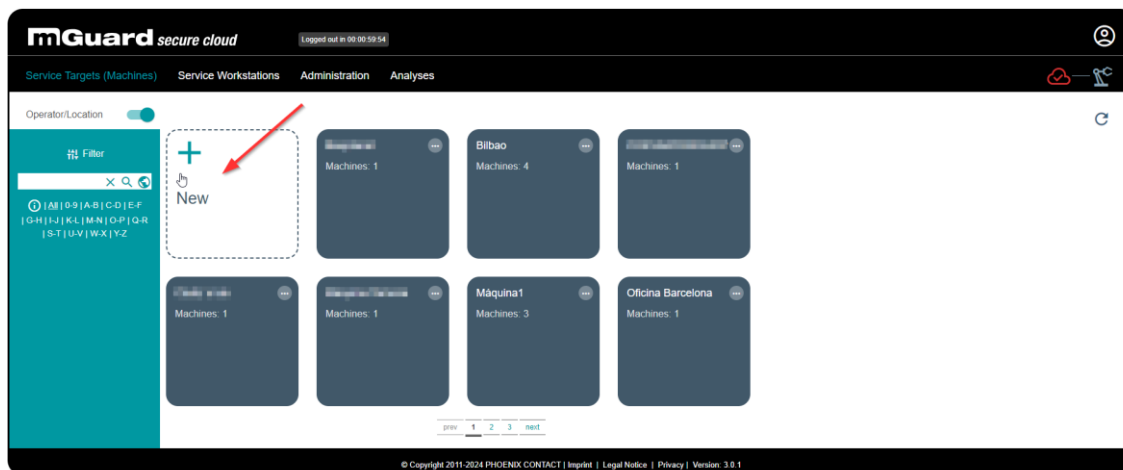 mGuard secure cloud
Logged out in 00:00:59:54
Service Targets (Machines) Service Workstations Administration Analyses
Operator/Location
Filter
New
Machines: 1
Bilbao
Machines: 4
Machines: 1
| All | 0-9 | A-B | C-D | E-F
| G-H | I-J | K-L | M-N | O-P | Q-R
| S-T | U-V | W-X | Y-Z
Machines: 1
Machines: 1
Máquina1
Machines: 3
Oficina Barcelona
Machines: 1
prev 1 2 3 next
© Copyright 2011-2024 PHOENIX CONTACT | Imprint | Legal Notice | Privacy | Version: 3.0.1